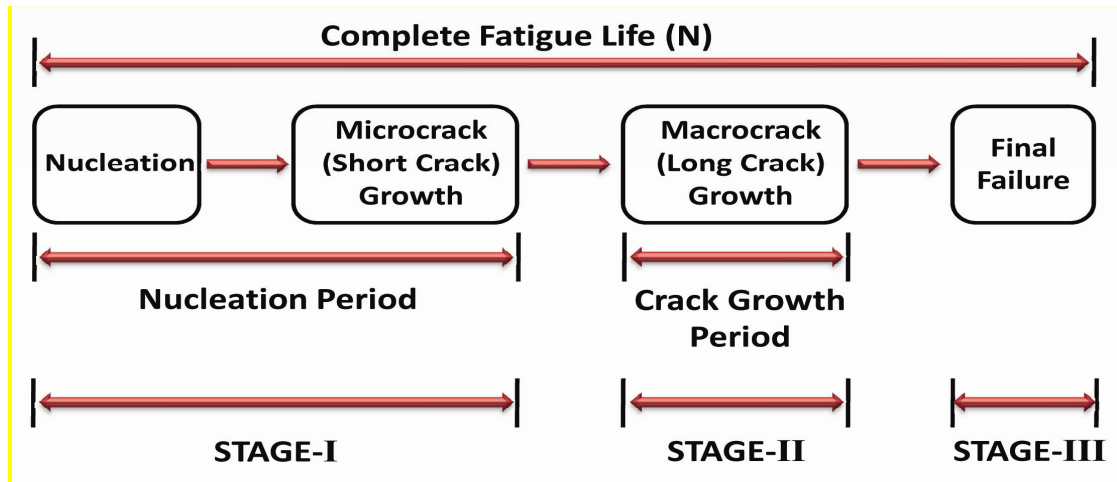 Complete Fatigue Life (N)
Nucleation
Microcrack
(Short Crack)
Growth
Macrocrack
(Long Crack)
Growth
Final
Failure
Nucleation Period
Crack Growth
Period
STAGE-I
STAGE-II
STAGE-III